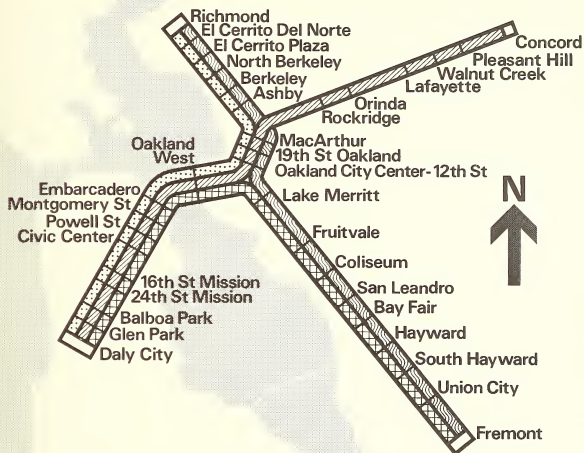 Richmond
El Cerrito Del Norte
El Cerrito Plaza
North Berkeley
Berkeley
Ashby
Concord
Pleasant Hill
Walnut Creek
Lafayette
Orinda
Rockridge
MacArthur
19th St Oakland
Oakland City Center-12th St
Oakland
West
Lake Merritt
Embarcadero
Montgomery St
Powell St
Civic Center
16th St Mission
24th St Mission
Balboa Park
Glen Park
Daly City
Fruitvale
Coliseum
San Leandro
Bay Fair
Hayward
South Hayward
Union City
Fremont
N